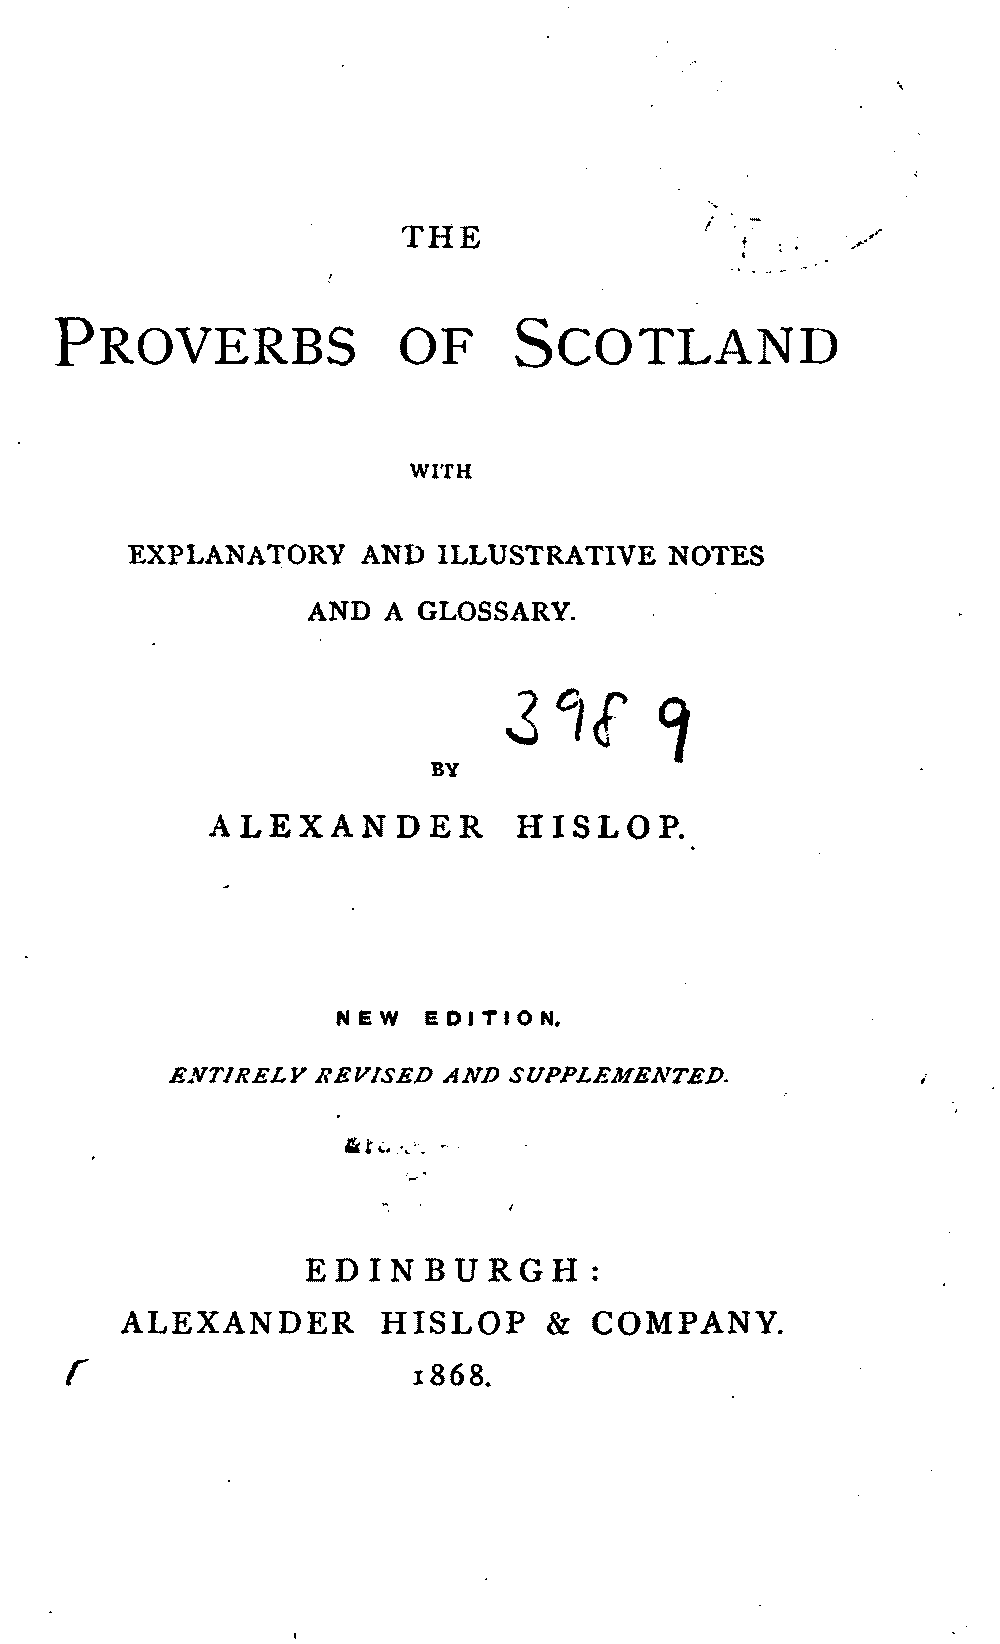 THE
PROVERBS OF SCOTLAND
WITH
EXPLANATORY AND ILLUSTRATIVE NOTES
AND A GLOSSARY.
3989
BY
ALEXANDER HISLOP.
NEW EDITION.
ENTIRELY REVISED AND SUPPLEMENTED.
EDINBURGH:
ALEXANDER HISLOP & COMPANY.
1868.